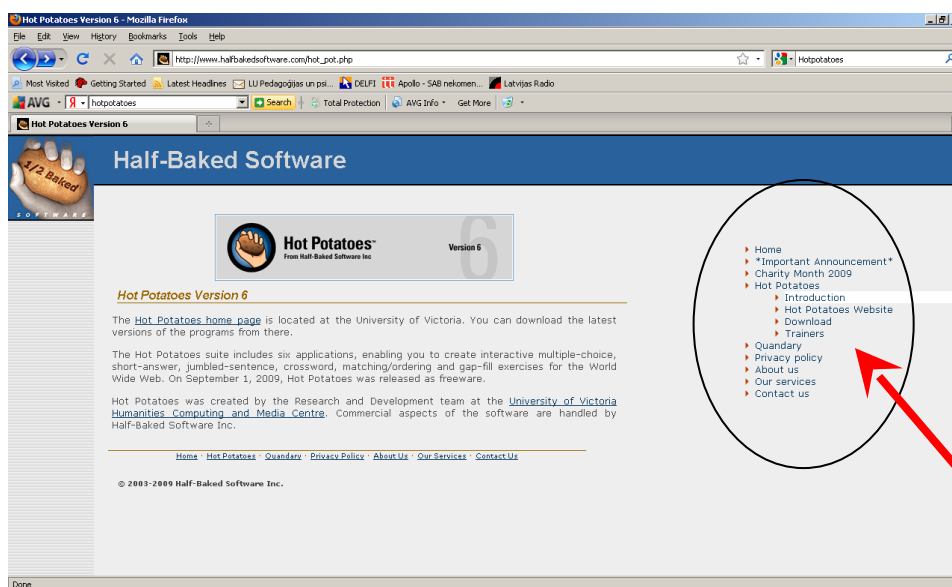 Hot Potatoes Version 6 - Mozilla Firefox
File Edit View History Bookmarks Tools Help
http://www.halfbakedsoftware.com/hot_pot.php
Hotpotatoes
Most Visited Getting Started Latest Headlines LU Pedagoģijas un psi... DELFI Apollo - SAB nekomen... Latvijas Radio
AVG Я hotpotatoes Search Total Protection AVG Info Get More
Hot Potatoes Version 6
1/2 Baked
SOFTWARE
Half-Baked Software
Hot Potatoes™
From Half-Baked Software Inc
Version 6
6
Home
*Important Announcement*
Charity Month 2009
Hot Potatoes
Introduction
Hot Potatoes Website
Download
Trainers
Quandary
Privacy policy
About us
Our services
Contact us
Hot Potatoes Version 6
The Hot Potatoes home page is located at the University of Victoria. You can download the latest
versions of the programs from there.
The Hot Potatoes suite includes six applications, enabling you to create interactive multiple-choice,
short-answer, jumbled-sentence, crossword, matching/ordering and gap-fill exercises for the World
Wide Web. On September 1, 2009, Hot Potatoes was released as freeware.
Hot Potatoes was created by the Research and Development team at the University of Victoria
Humanities Computing and Media Centre. Commercial aspects of the software are handled by
Half-Baked Software Inc.
Home · Hot Potatoes · Quandary · Privacy Policy · About Us · Our Services · Contact Us
© 2003-2009 Half-Baked Software Inc.
Done